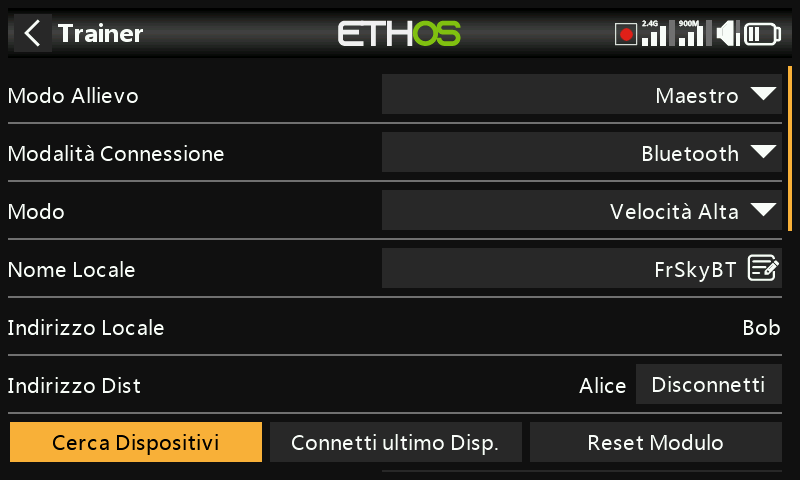 Trainer
ETHOS
2.4G
900M
Modo Allievo
Maestro
Modalità Connessione
Bluetooth
Modo
Velocità Alta
Nome Locale
FrSkyBT
Indirizzo Locale
Bob
Indirizzo Dist
Alice
Disconnetti
Cerca Dispositivi
Connetti ultimo Disp.
Reset Modulo